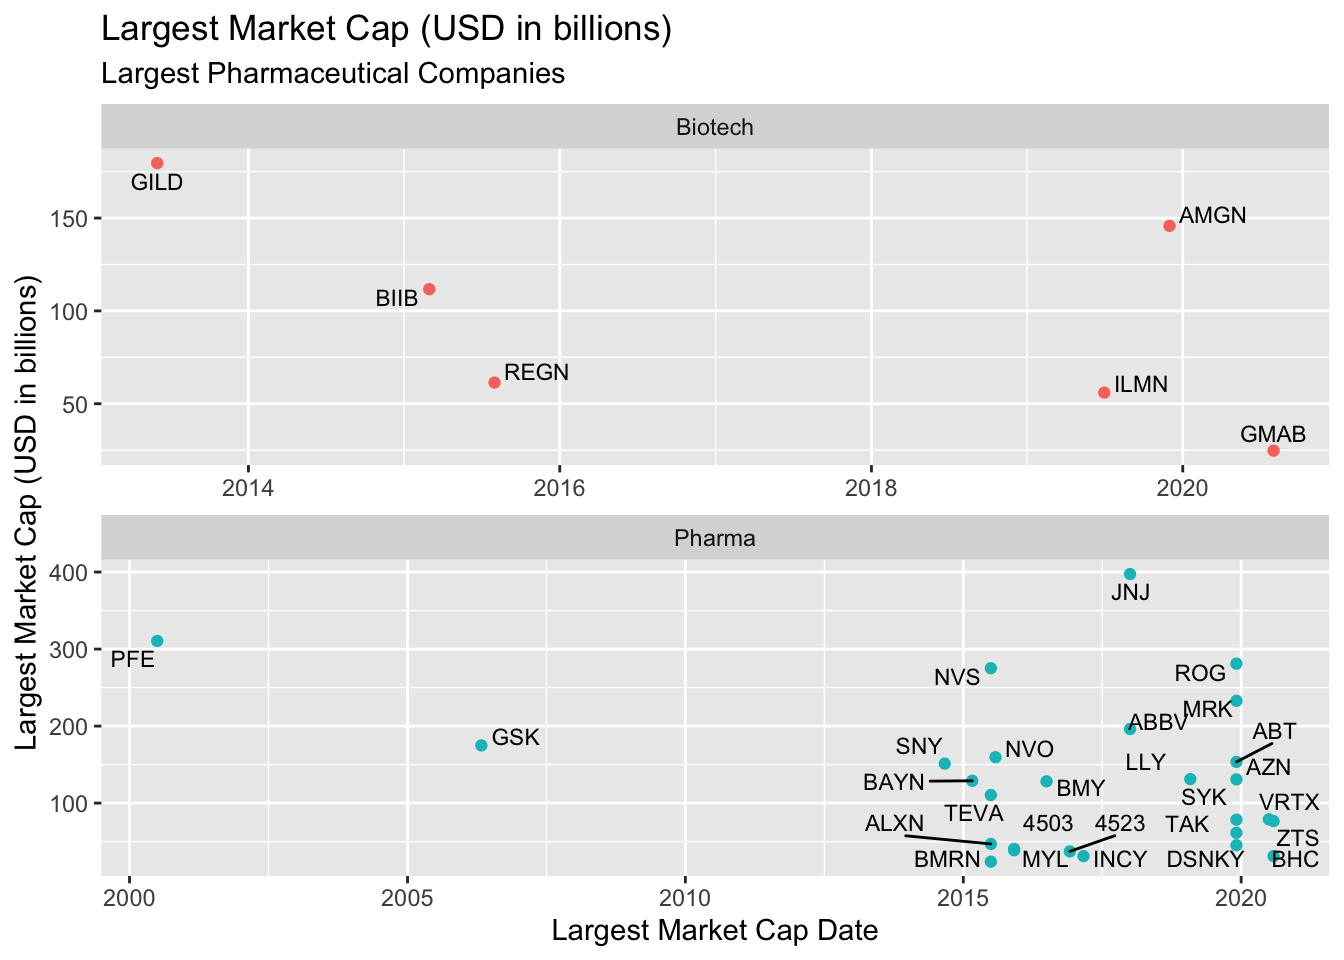 Largest Market Cap (USD in billions)
Largest Pharmaceutical Companies
Largest Market Cap (USD in billions)
Biotech
GILD
150
AMGN
BIIB
100
REGN
ILMN
50
GMAB
2014 2016 2018 2020
Pharma
400
JNJ
300
PFE
NVS
ROG
MRK
200
ABBV
ABT
GSK
SNY
NVO
LLY
AZN
BAYN
BMY
SYK
VRTX
100
TEVA
ALXN
4503
4523
TAK
ZTS
BMRN
MYL
INCY
DSNKY
BHC
2000 2005 2010 2015 2020
Largest Market Cap Date